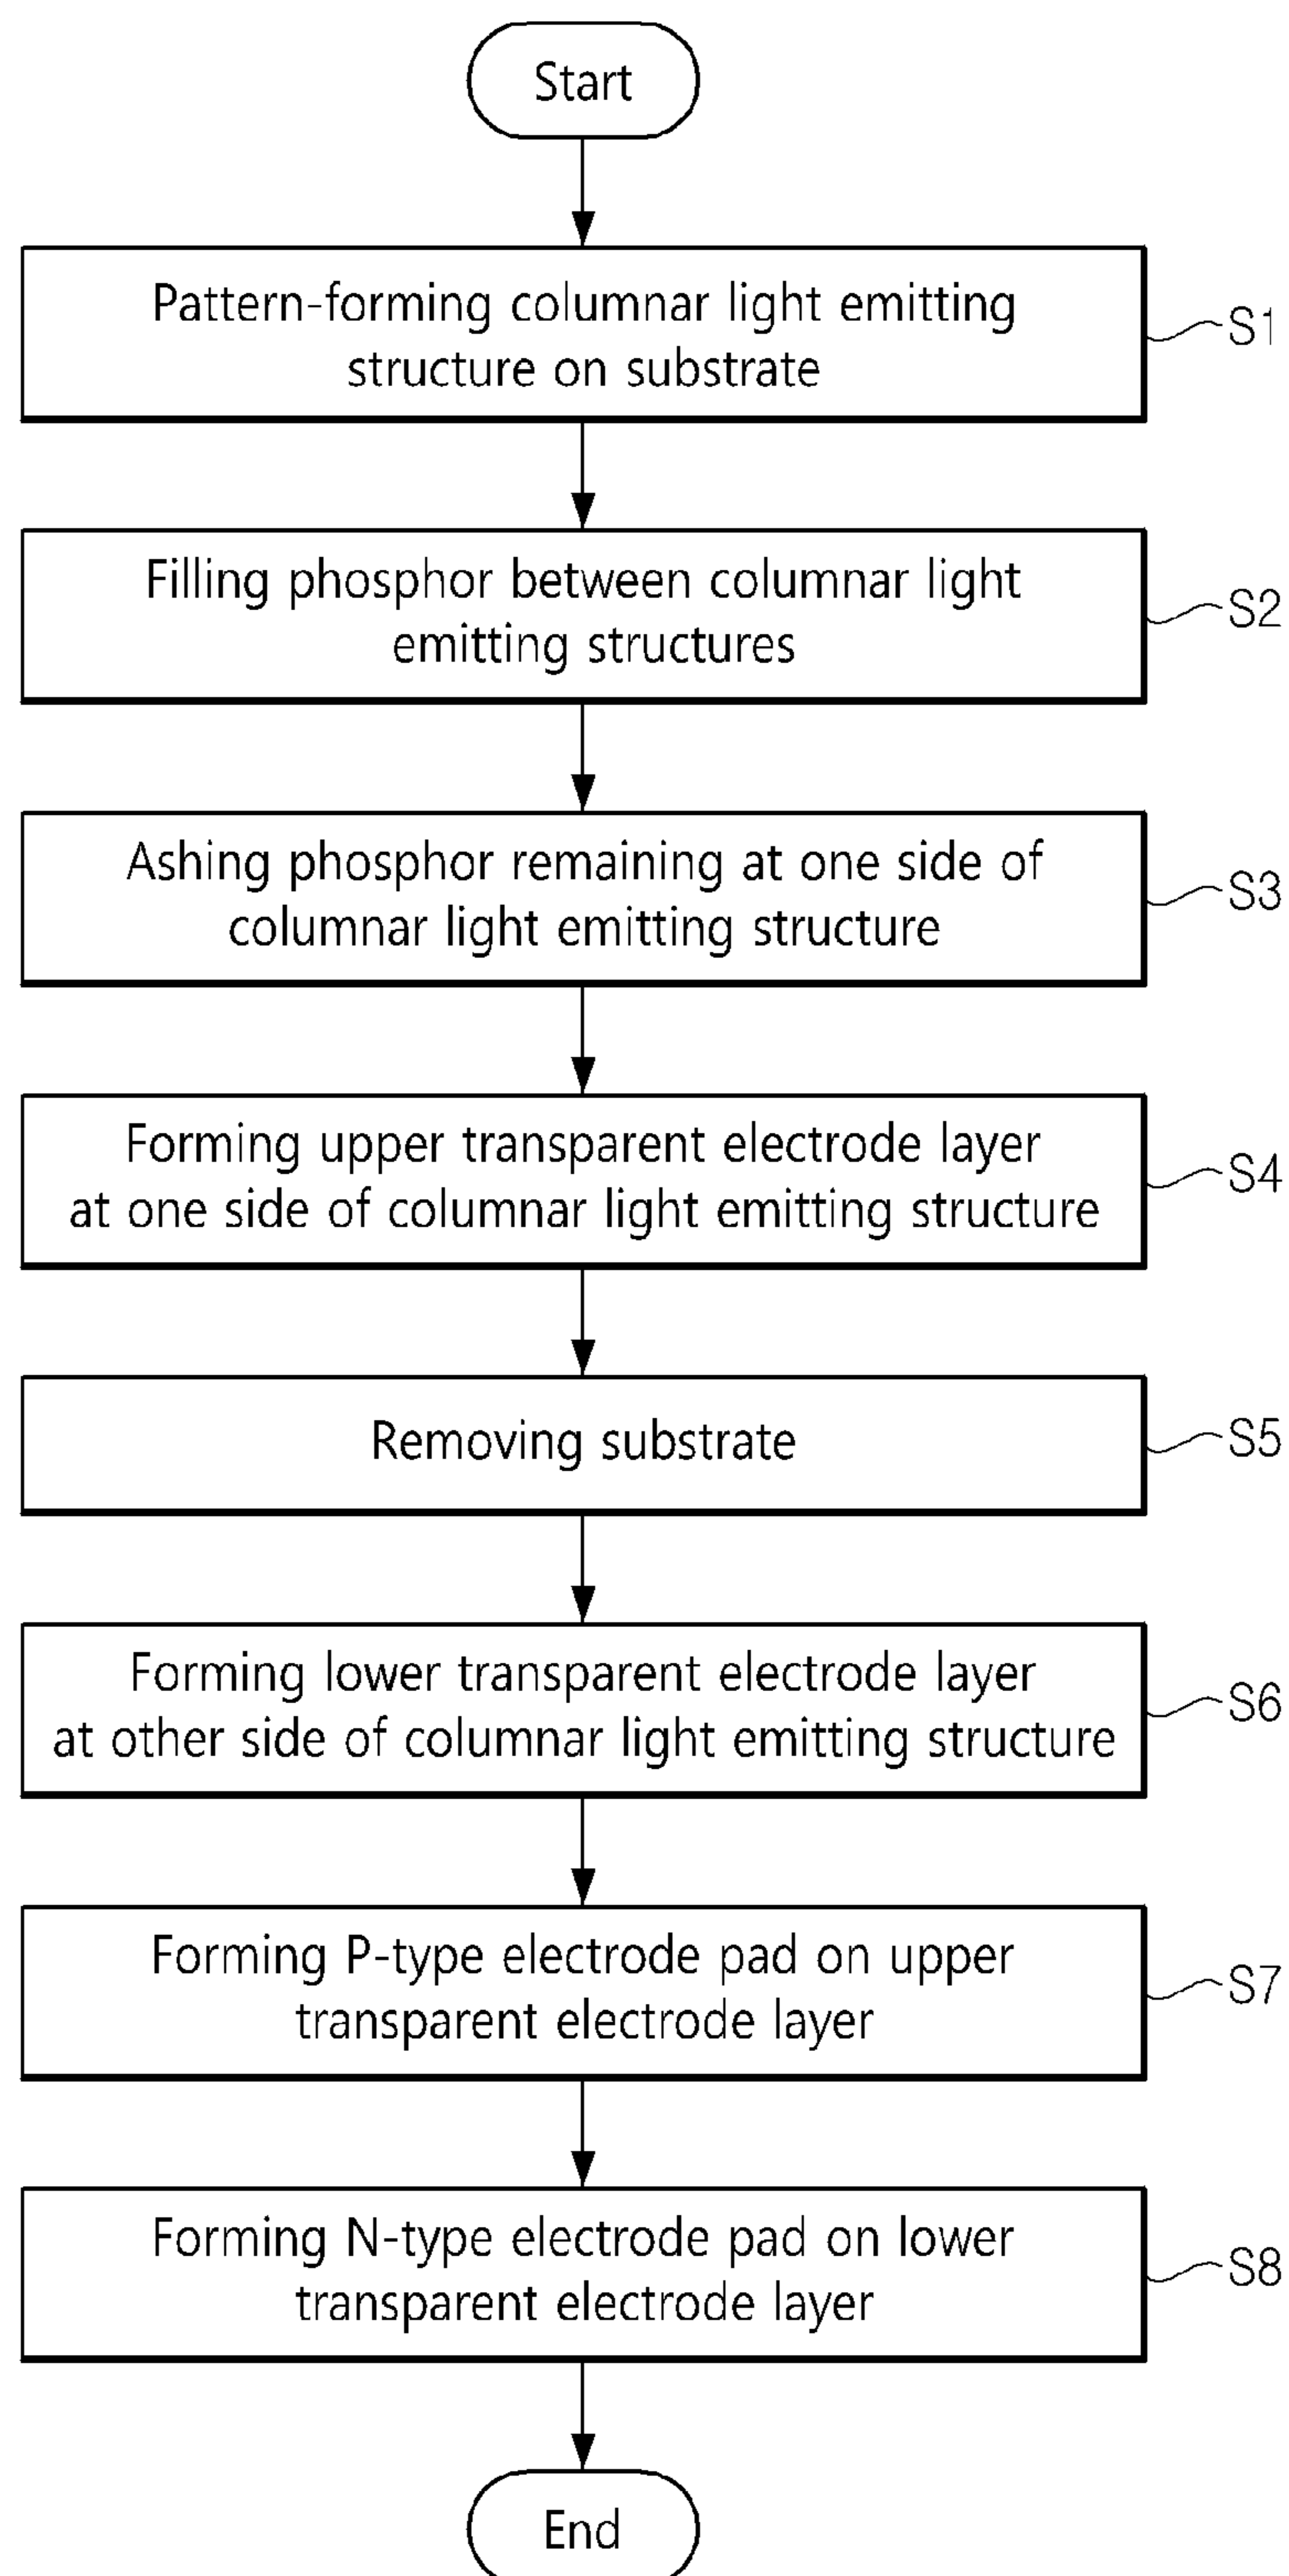 Start
Pattern-forming columnar light emitting
structure on substrate
S1
Filling phosphor between columnar light
emitting structures
S2
Ashing phosphor remaining at one side of
columnar light emitting structure
S3
Forming upper transparent electrode layer
at one side of columnar light emitting structure
S4
Removing substrate
S5
Forming lower transparent electrode layer
at other side of columnar light emitting structure
S6
Forming P-type electrode pad on upper
transparent electrode layer
S7
Forming N-type electrode pad on lower
transparent electrode layer
S8
End